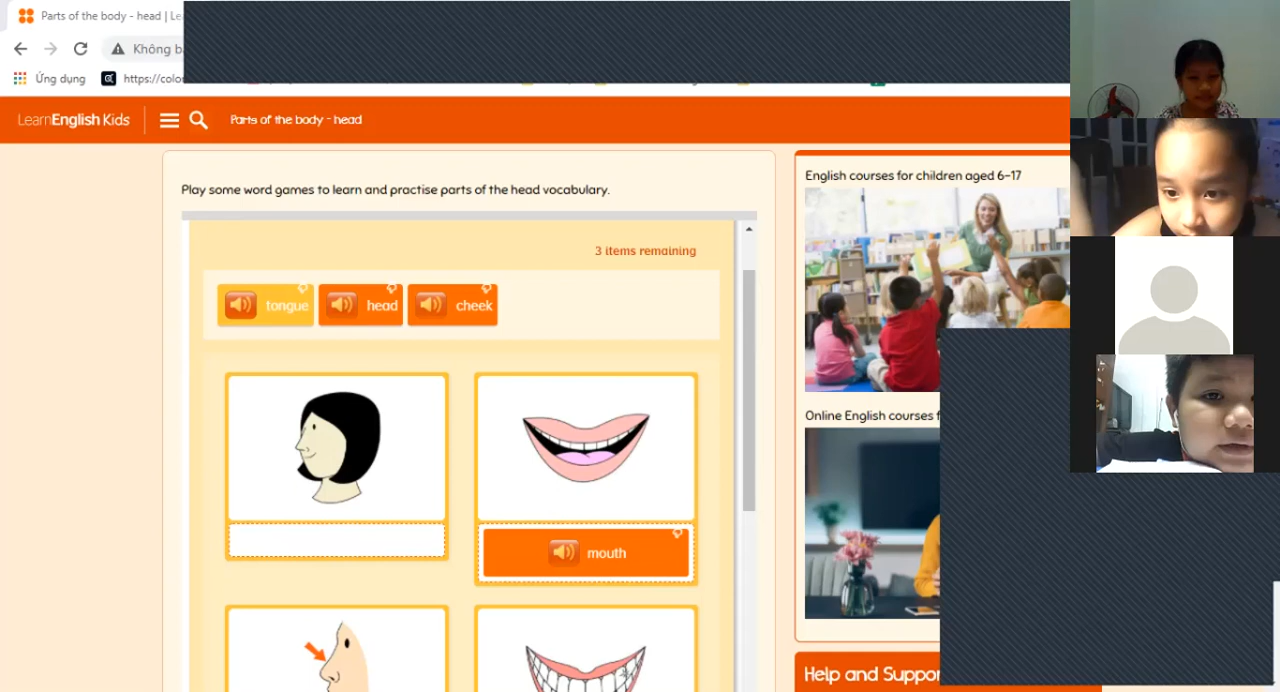 Parts of the body - head | Le
Không b
Ứng dụng
https://color
LearnEnglish Kids
Parts of the body - head
Play some word games to learn and practise parts of the head vocabulary.
3 items remaining
tongue
head
cheek
mouth
English courses for children aged 6-17
Online English courses f
Help and Suppor